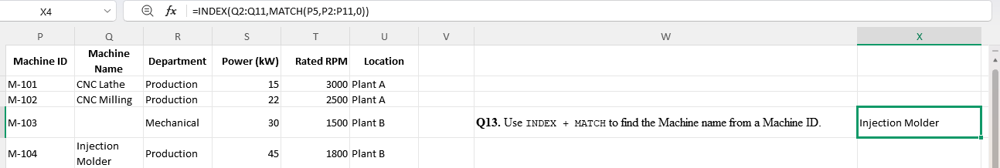 X4 fx =INDEX(Q2:Q11,MATCH(P5,P2:P11,0))
P Q R S T U V W X
Machine ID Machine Name Department Power (kW) Rated RPM Location
M-101 CNC Lathe Production 15 3000 Plant A
M-102 CNC Milling Production 22 2500 Plant A
M-103 Mechanical 30 1500 Plant B Q13. Use INDEX + MATCH to find the Machine name from a Machine ID. Injection Molder
M-104 Injection Molder Production 45 1800 Plant B